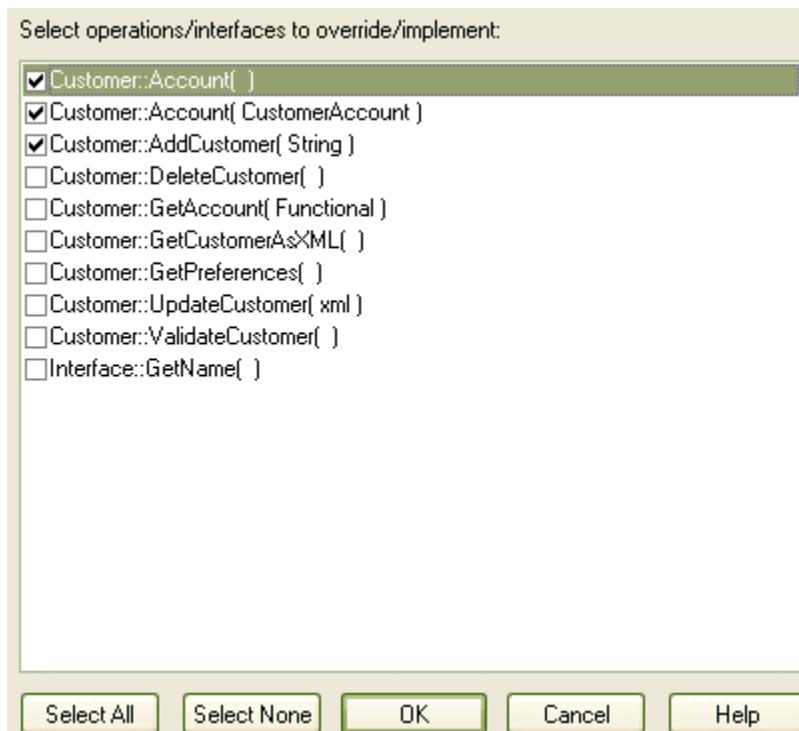 Select operations/interfaces to override/implement:
Customer::Account( )
Customer::Account( CustomerAccount )
Customer::AddCustomer( String )
Customer::DeleteCustomer( )
Customer::GetAccount( Functional )
Customer::GetCustomerAsXML( )
Customer::GetPreferences( )
Customer::UpdateCustomer( xml )
Customer::ValidateCustomer( )
Interface::GetName( )
Select All Select None OK Cancel Help